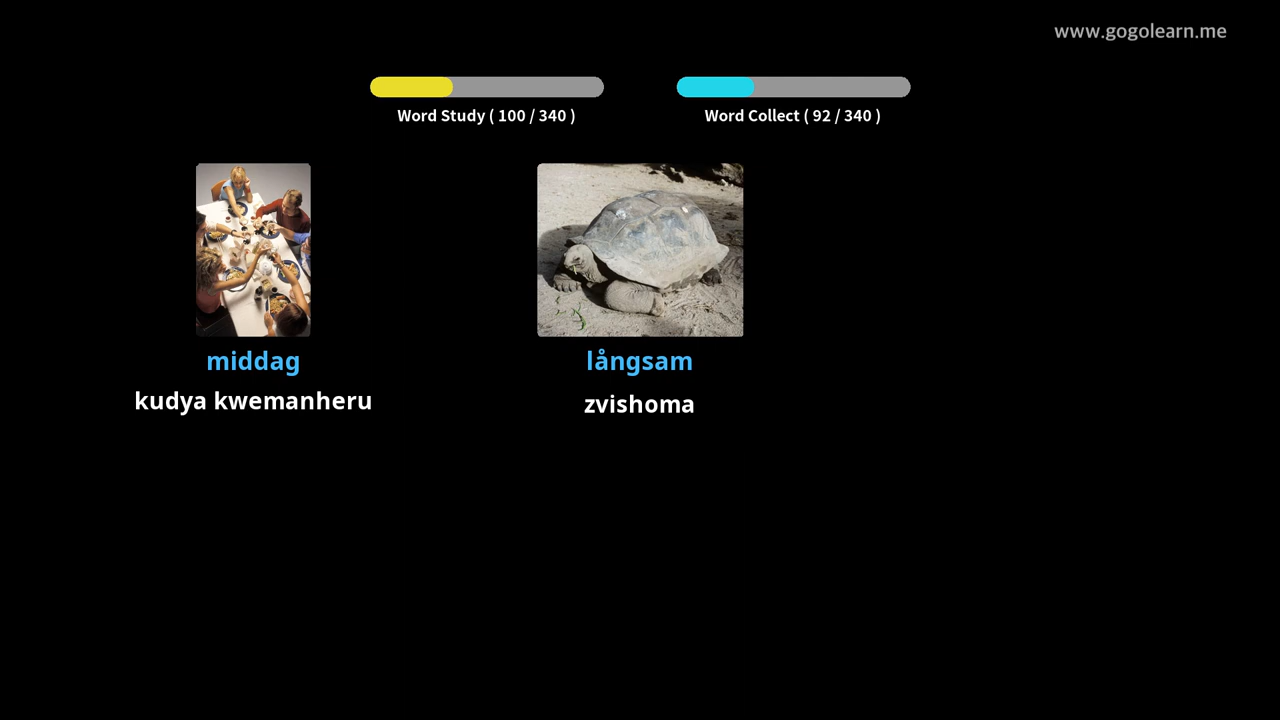 www.gogolearn.me
Word Study ( 100 / 340 )
Word Collect ( 92 / 340 )
middag
kudya kwemanheru
långsam
zvishoma